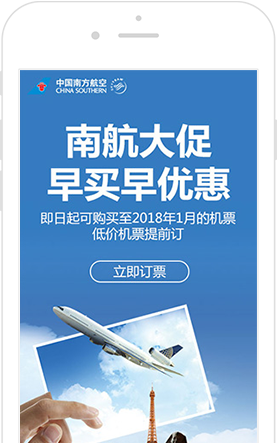 中国南方航空
CHINA SOUTHERN
南航大促
早买早优惠
即日起可购买至2018年1月的机票
低价机票提前订
立即订票